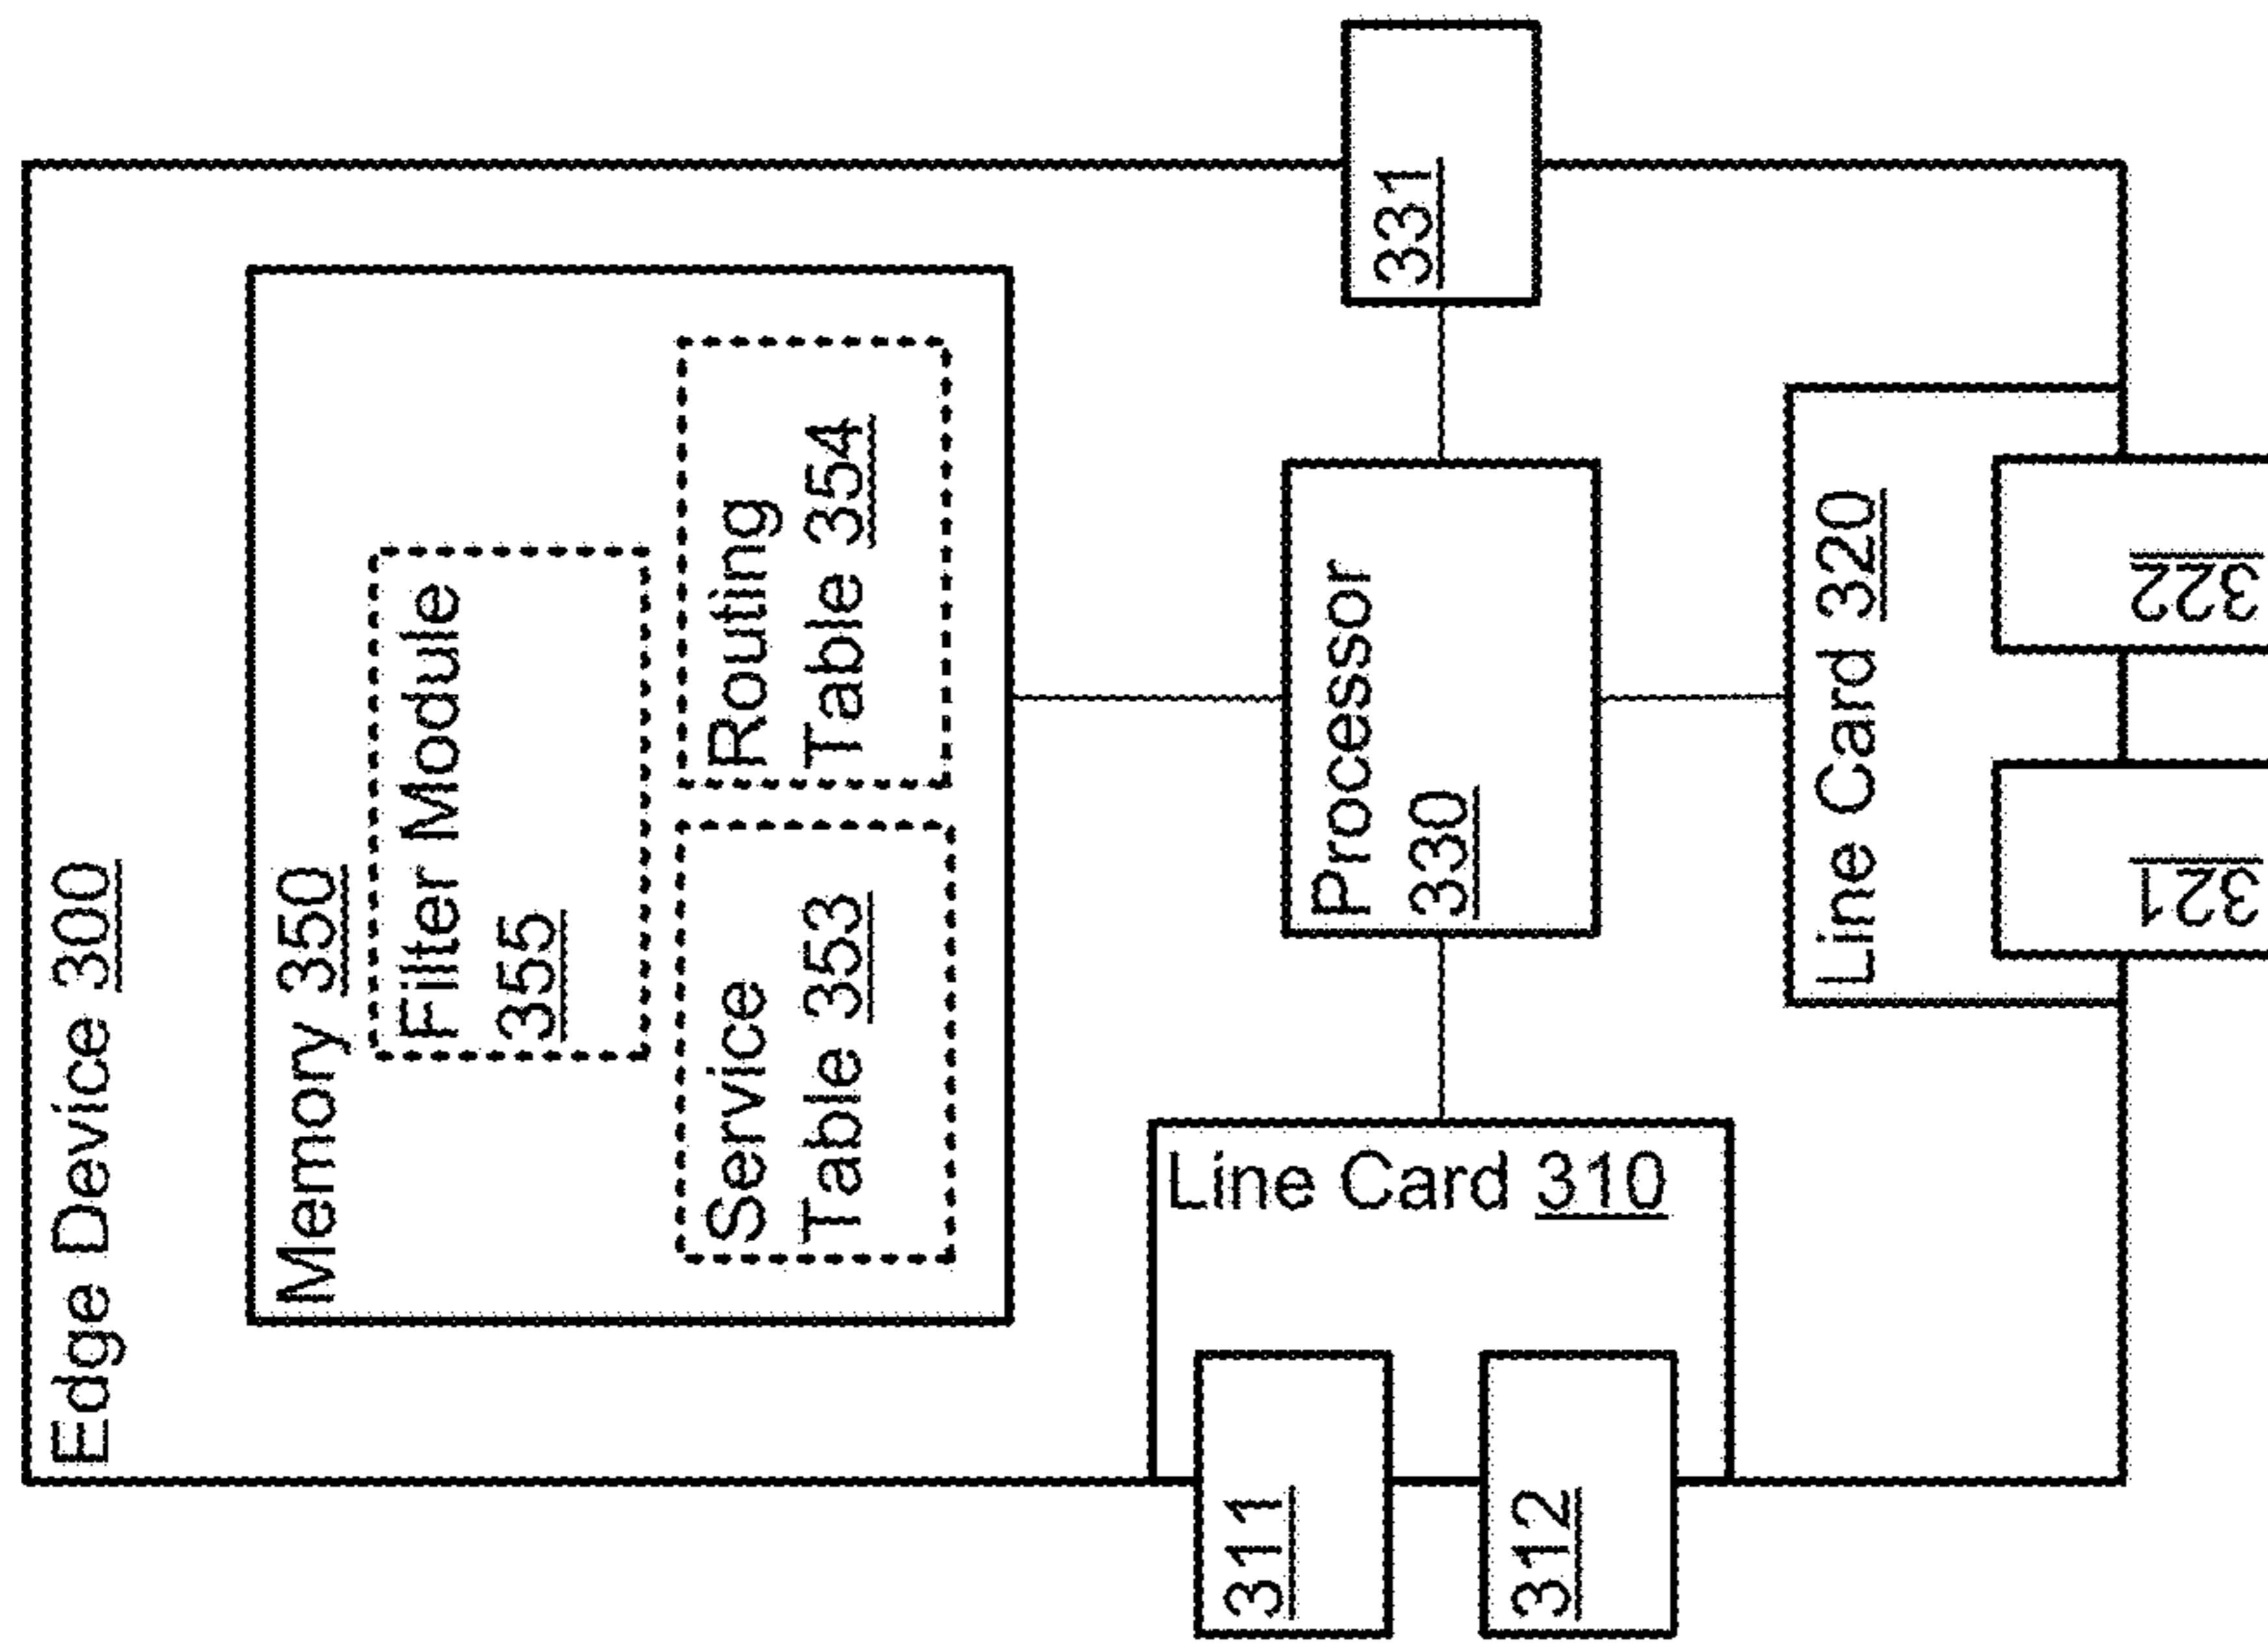 Edge Device 300
Memory 350
Filter Module
355
Service
Table 353
Routing
Table 354
Line Card 310
311
312
Processor
330
331
Line Card 320
321
322